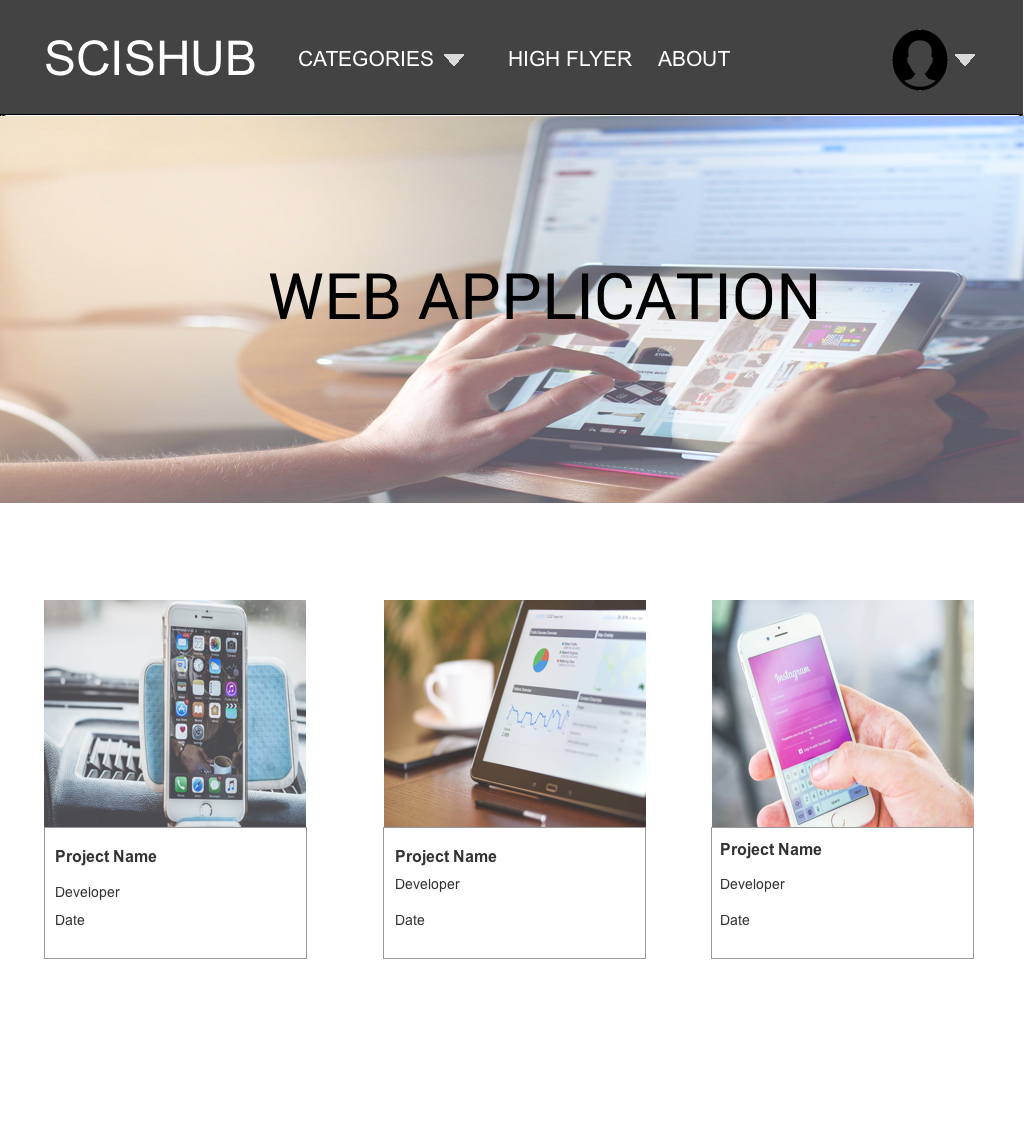 SCISHUB CATEGORIES HIGH FLYER ABOUT
WEB APPLICATION
Instagram
Project Name
Developer
Date
Project Name
Developer
Date
Project Name
Developer
Date